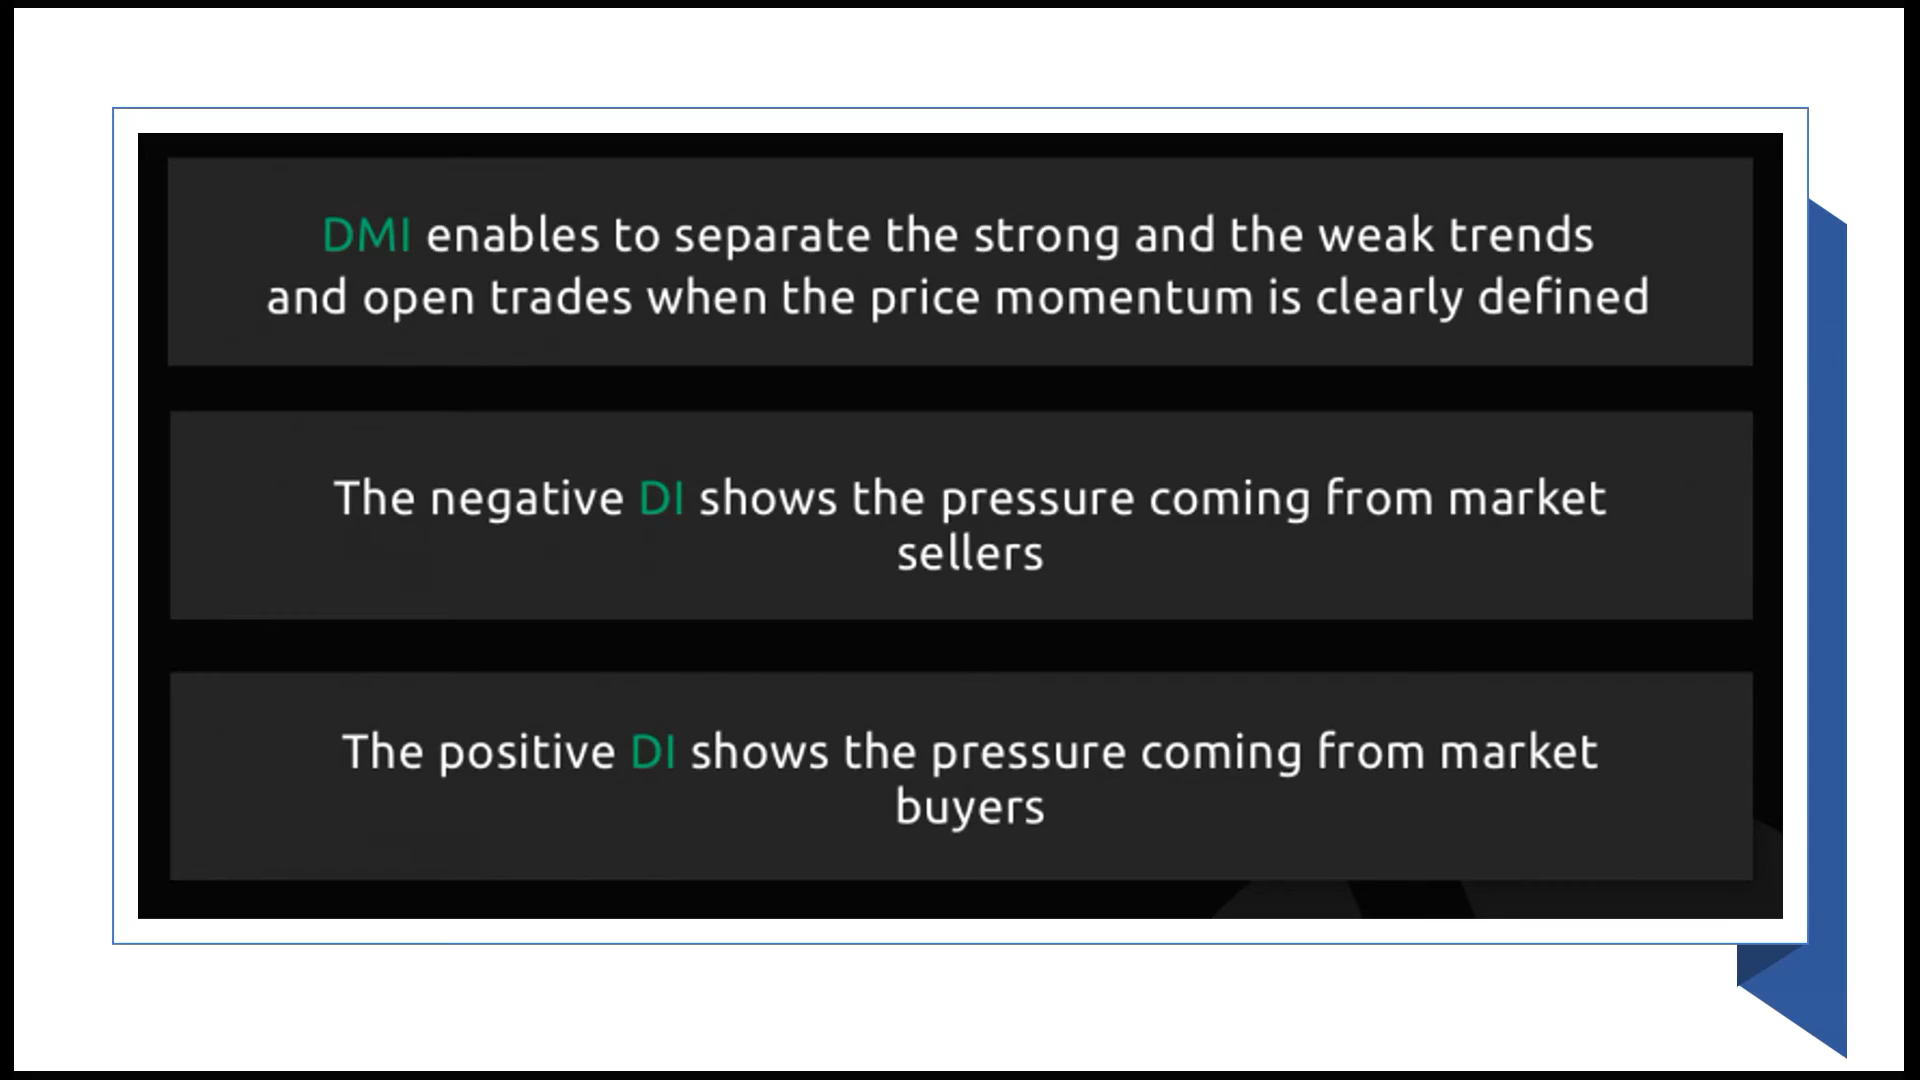 DMI enables to separate the strong and the weak trends
and open trades when the price momentum is clearly defined
The negative DI shows the pressure coming from market
sellers
The positive DI shows the pressure coming from market
buyers